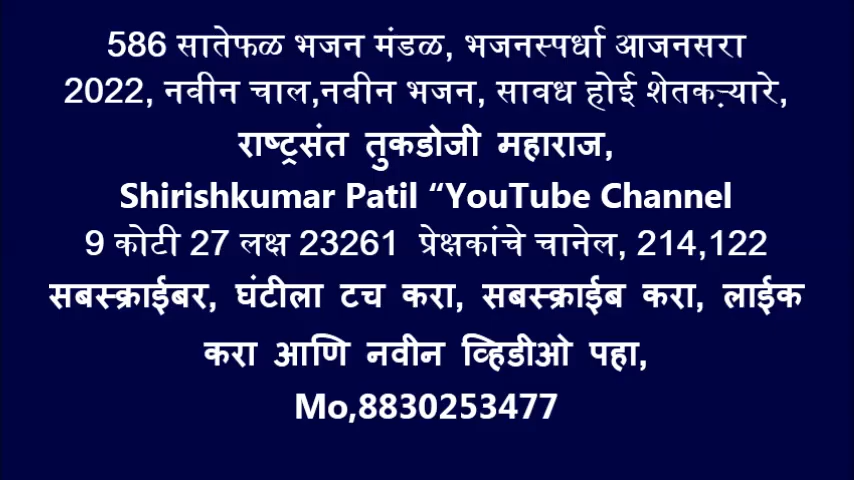 586 सातेफळ भजन मंडळ, भजनस्पर्धा आजनसरा
2022, नवीन चाल,नवीन भजन, सावध होई शेतकऱ्यारे,
राष्ट्रसंत तुकडोजी महाराज,
Shirishkumar Patil “YouTube Channel
9 कोटी 27 लक्ष 23261 प्रेक्षकांचे चानेल, 214,122
सबस्क्राईबर, घंटीला टच करा, सबस्क्राईब करा, लाईक
करा आणि नवीन व्हिडीओ पहा,
Mo,8830253477